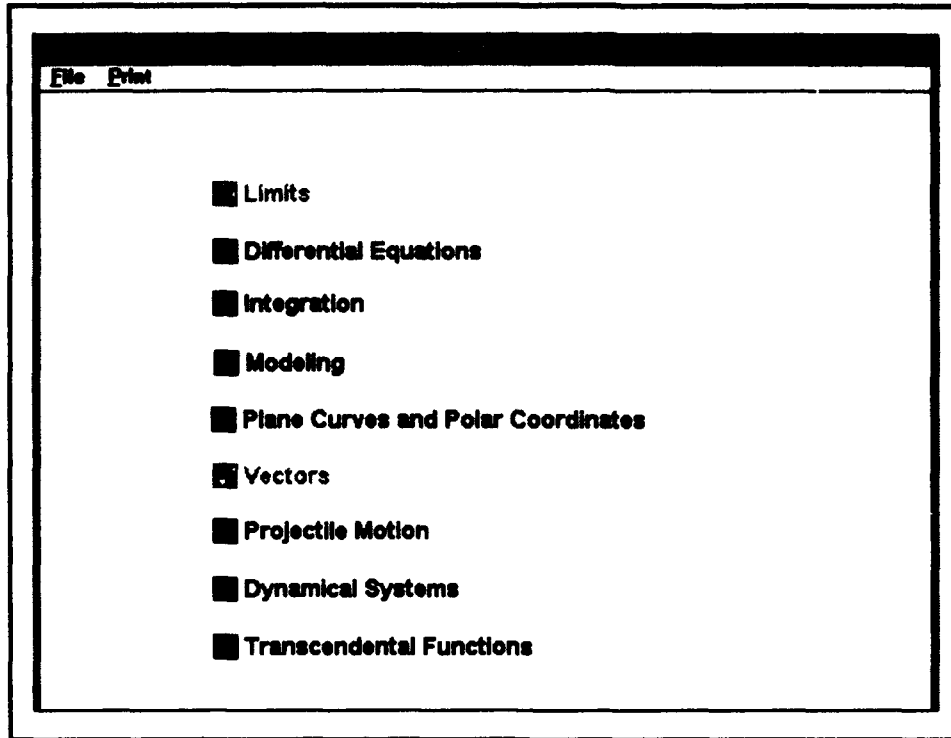 File Print
Limits
Differential Equations
Integration
Modeling
Plane Curves and Polar Coordinates
Vectors
Projectile Motion
Dynamical Systems
Transcendental Functions